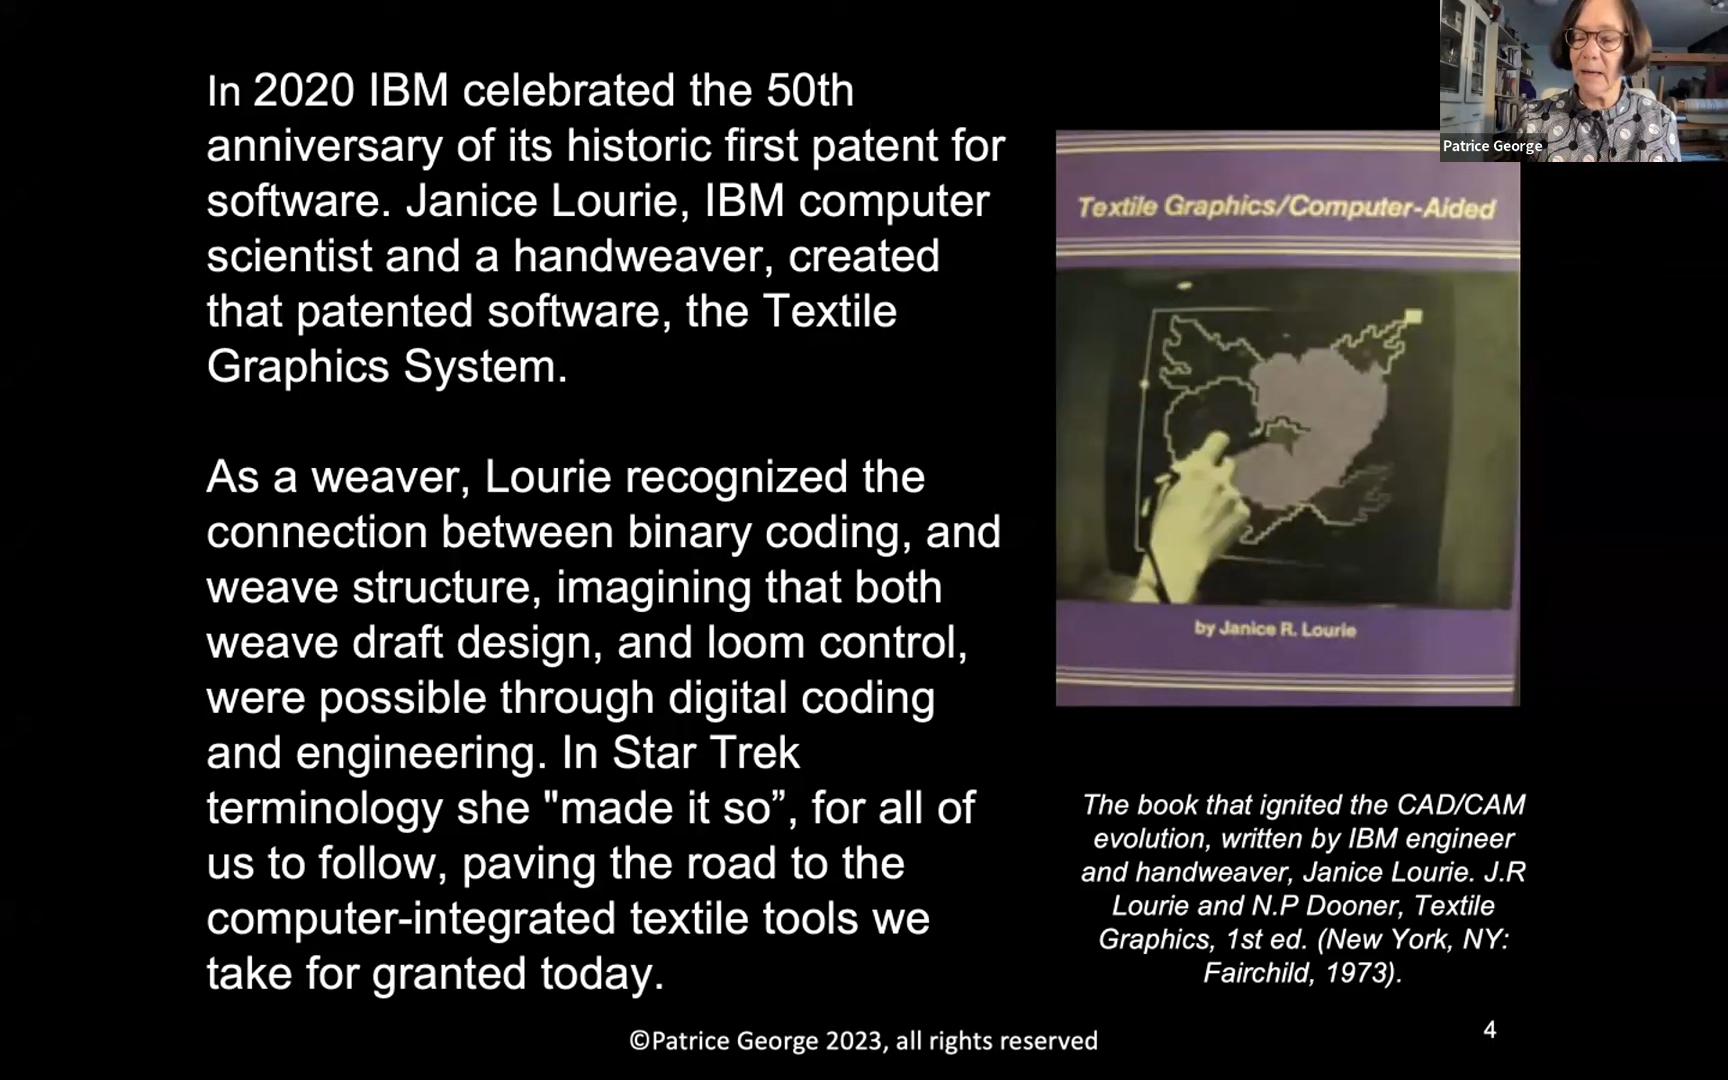 In 2020 IBM celebrated the 50th
anniversary of its historic first patent for
software. Janice Lourie, IBM computer
scientist and a handweaver, created
that patented software, the Textile
Graphics System.
As a weaver, Lourie recognized the
connection between binary coding, and
weave structure, imagining that both
weave draft design, and loom control,
were possible through digital coding
and engineering. In Star Trek
terminology she "made it so”, for all of
us to follow, paving the road to the
computer-integrated textile tools we
take for granted today.
Patrice George
Textile Graphics/Computer-Aided
by Janice R. Lourie
The book that ignited the CAD/CAM
evolution, written by IBM engineer
and handweaver, Janice Lourie. J.R
Lourie and N.P Dooner, Textile
Graphics, 1st ed. (New York, NY:
Fairchild, 1973).
©Patrice George 2023, all rights reserved
4